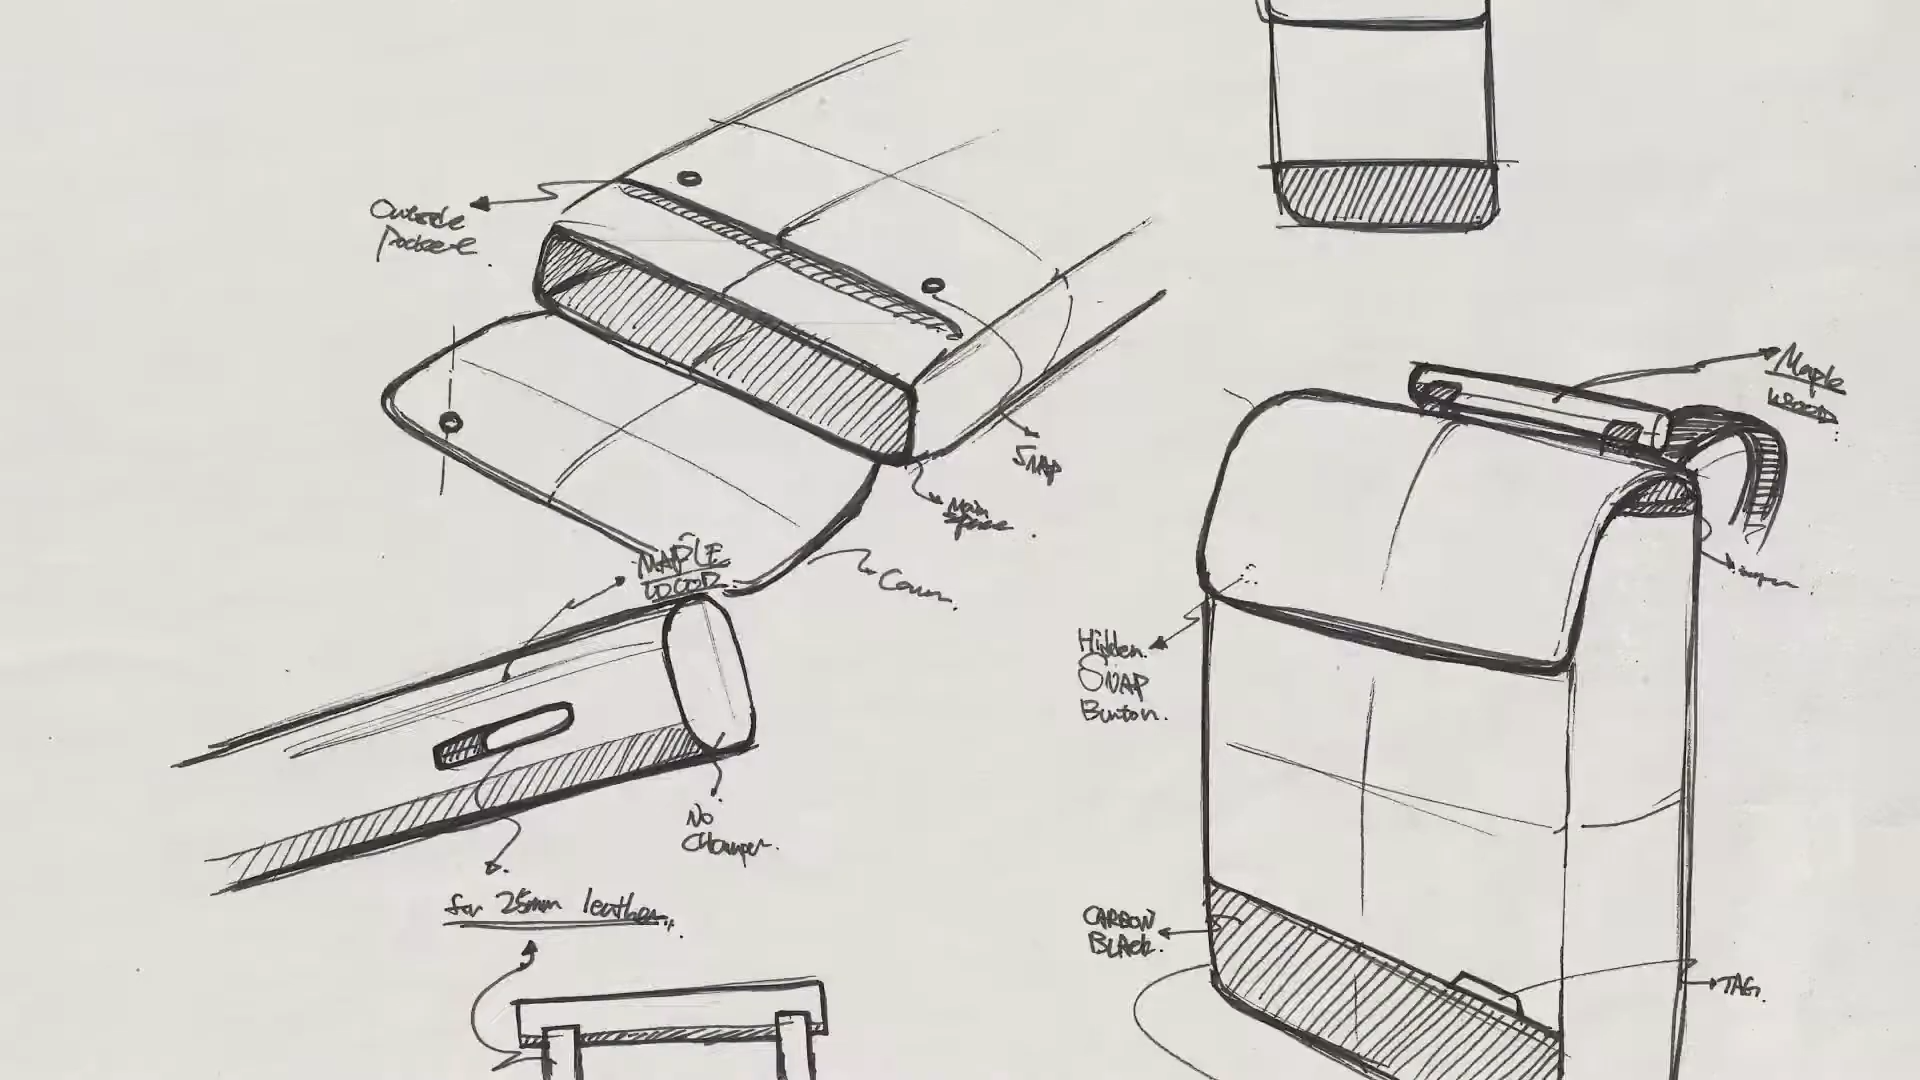 Outside
Pocket
SNAP
Main
Space
Cover.
MAPLE
WOOD.
No
Chamfer.
for 25mm leather.
Maple
WOOD
Hidden.
SNAP
Button.
CARBON
BLAck.
TAG.